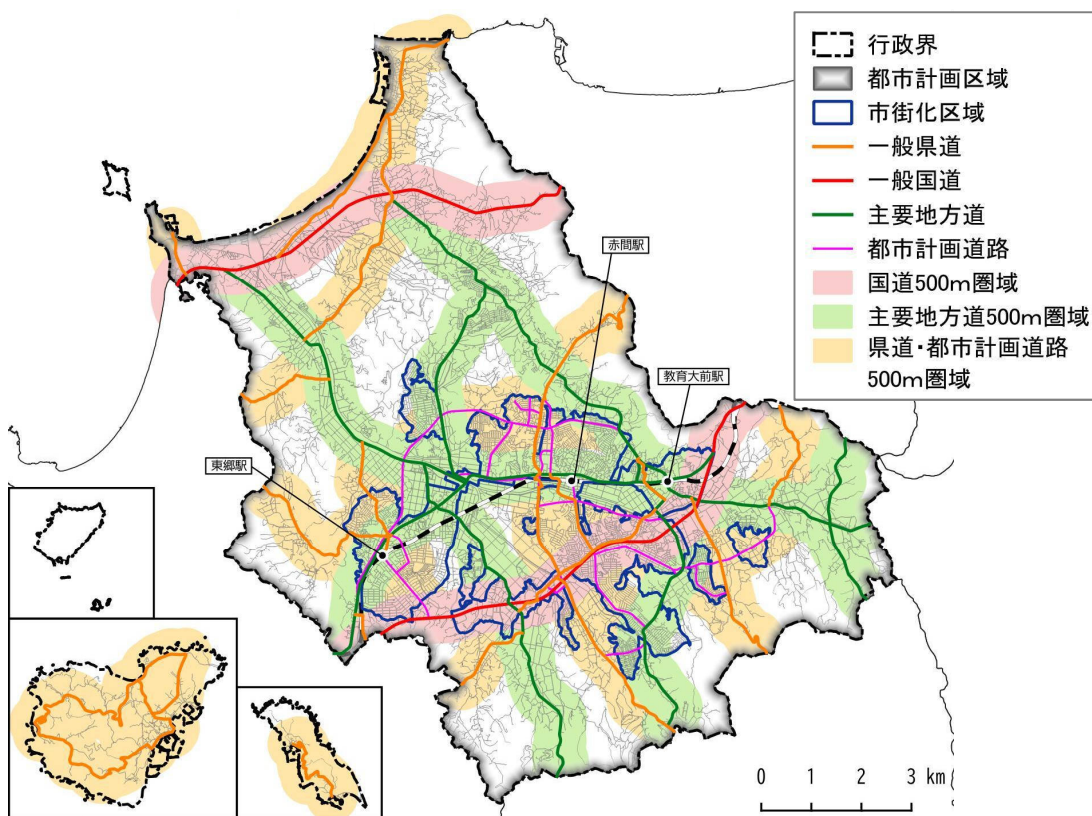 行政界
都市計画区域
市街化区域
一般県道
一般国道
主要地方道
都市計画道路
国道500m圏域
主要地方道500m圏域
県道・都市計画道路
500m圏域
赤間駅
教育大前駅
東郷駅
0 1 2 3 km